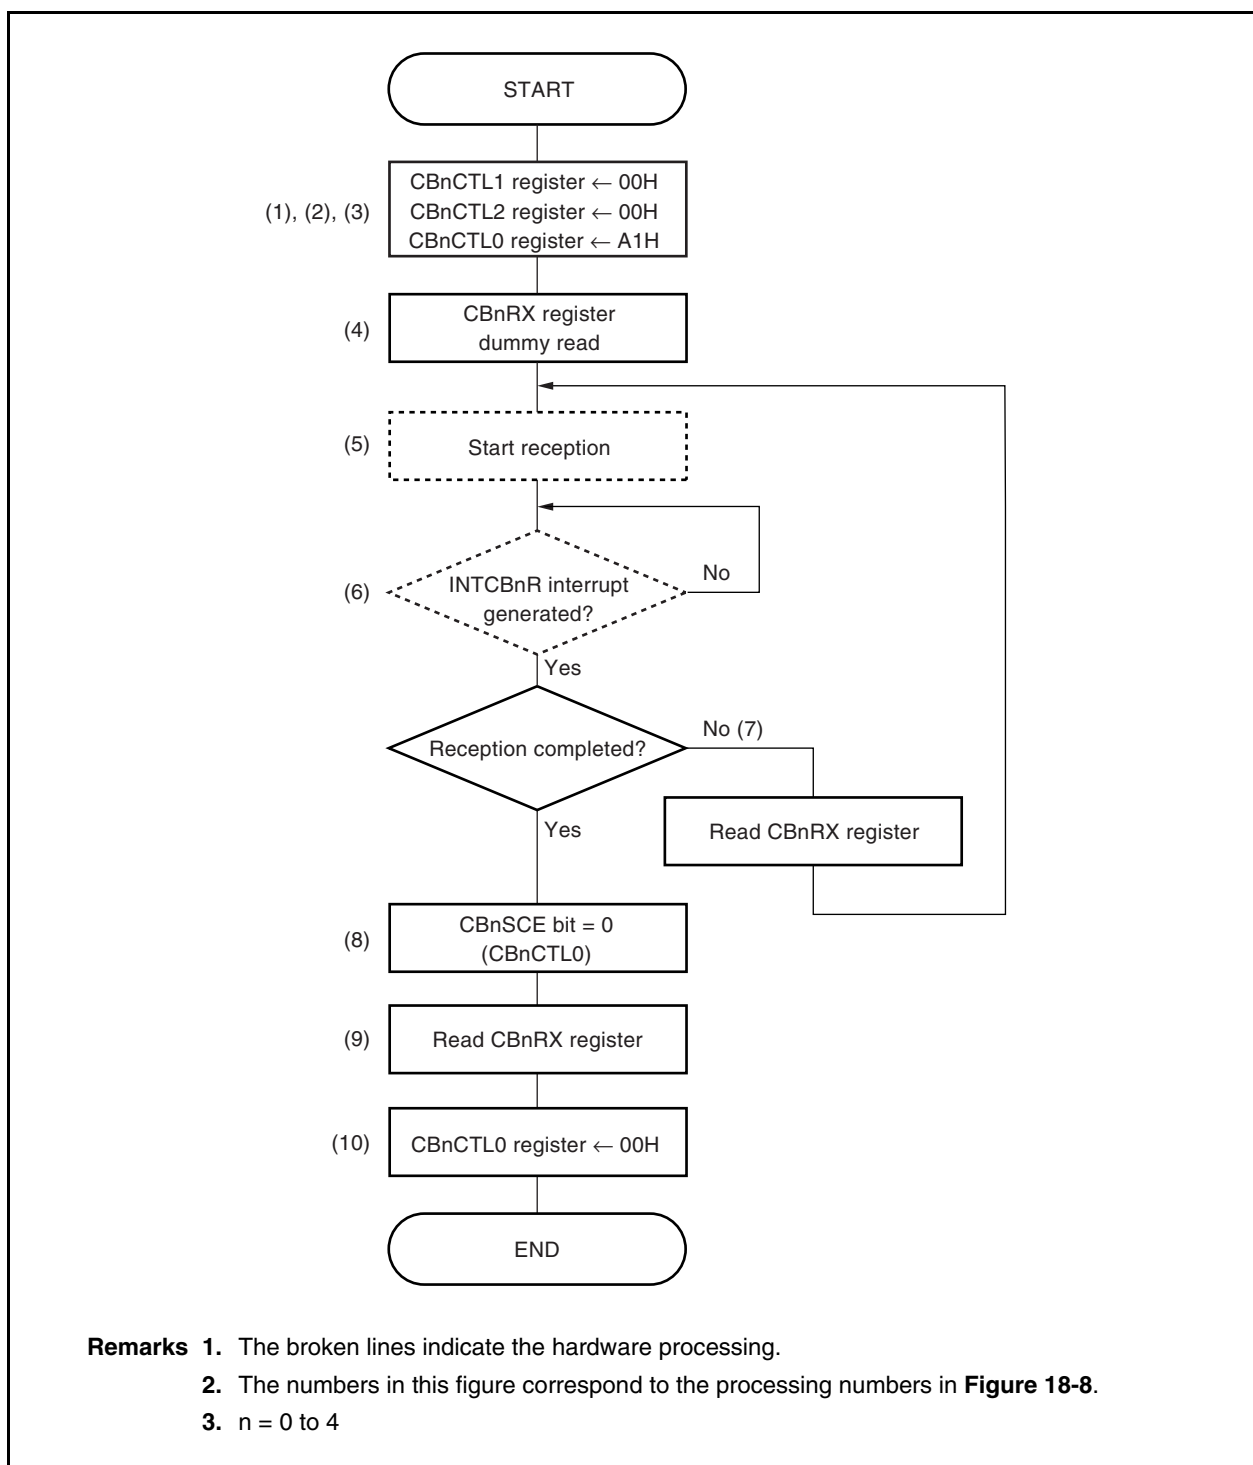 START
(1), (2), (3)
CBnCTL1 register ← 00H
CBnCTL2 register ← 00H
CBnCTL0 register ← A1H
(4)
CBnRX register
dummy read
(5)
Start reception
(6)
INTCBnR interrupt
generated?
No
Yes
Reception completed?
No (7)
Read CBnRX register
Yes
(8)
CBnSCE bit = 0
(CBnCTL0)
(9)
Read CBnRX register
(10)
CBnCTL0 register ← 00H
END
Remarks 1. The broken lines indicate the hardware processing.
2. The numbers in this figure correspond to the processing numbers in Figure 18-8.
3. n = 0 to 4